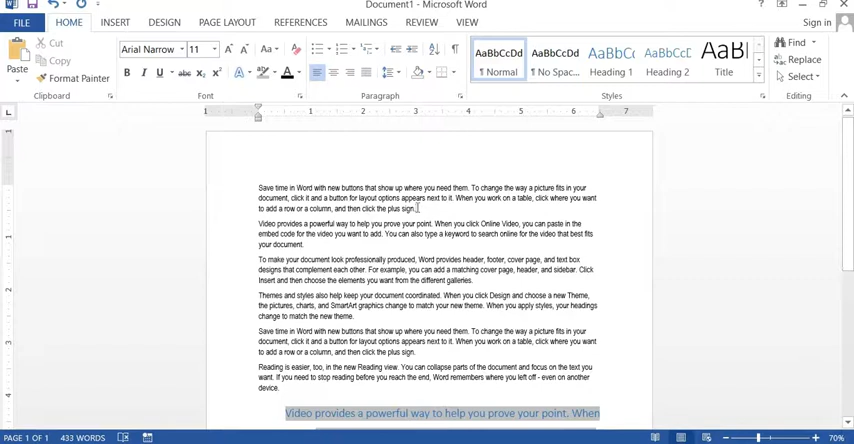 Document1 - Microsoft Word
?
FILE
HOME
INSERT
DESIGN
PAGE LAYOUT
REFERENCES
MAILINGS
REVIEW
VIEW
Sign in
Paste
Cut
Copy
Format Painter
Clipboard
Arial Narrow
11
A A Aa
B I U abc X₂ X² A A
Font
Paragraph
AaBbCcDd
¶ Normal
AaBbCcDd
¶ No Spac...
AaBbCc
Heading 1
AaBbCcD
Heading 2
AaBl
Title
Styles
Find
Replace
Select
Editing
1 1 2 3 4 5 6 7
Save time in Word with new buttons that show up where you need them. To change the way a picture fits in your
document, click it and a button for layout options appears next to it. When you work on a table, click where you want
to add a row or a column, and then click the plus sign.
Video provides a powerful way to help you prove your point. When you click Online Video, you can paste in the
embed code for the video you want to add. You can also type a keyword to search online for the video that best fits
your document.
To make your document look professionally produced, Word provides header, footer, cover page, and text box
designs that complement each other. For example, you can add a matching cover page, header, and sidebar. Click
Insert and then choose the elements you want from the different galleries.
Themes and styles also help keep your document coordinated. When you click Design and choose a new Theme,
the pictures, charts, and SmartArt graphics change to match your new theme. When you apply styles, your headings
change to match the new theme.
Save time in Word with new buttons that show up where you need them. To change the way a picture fits in your
document, click it and a button for layout options appears next to it. When you work on a table, click where you want
to add a row or a column, and then click the plus sign.
Reading is easier, too, in the new Reading view. You can collapse parts of the document and focus on the text you
want. If you need to stop reading before you reach the end, Word remembers where you left off - even on another
device.
Video provides a powerful way to help you prove your point. When
1
1
2
3
4
PAGE 1 OF 1
433 WORDS
70%